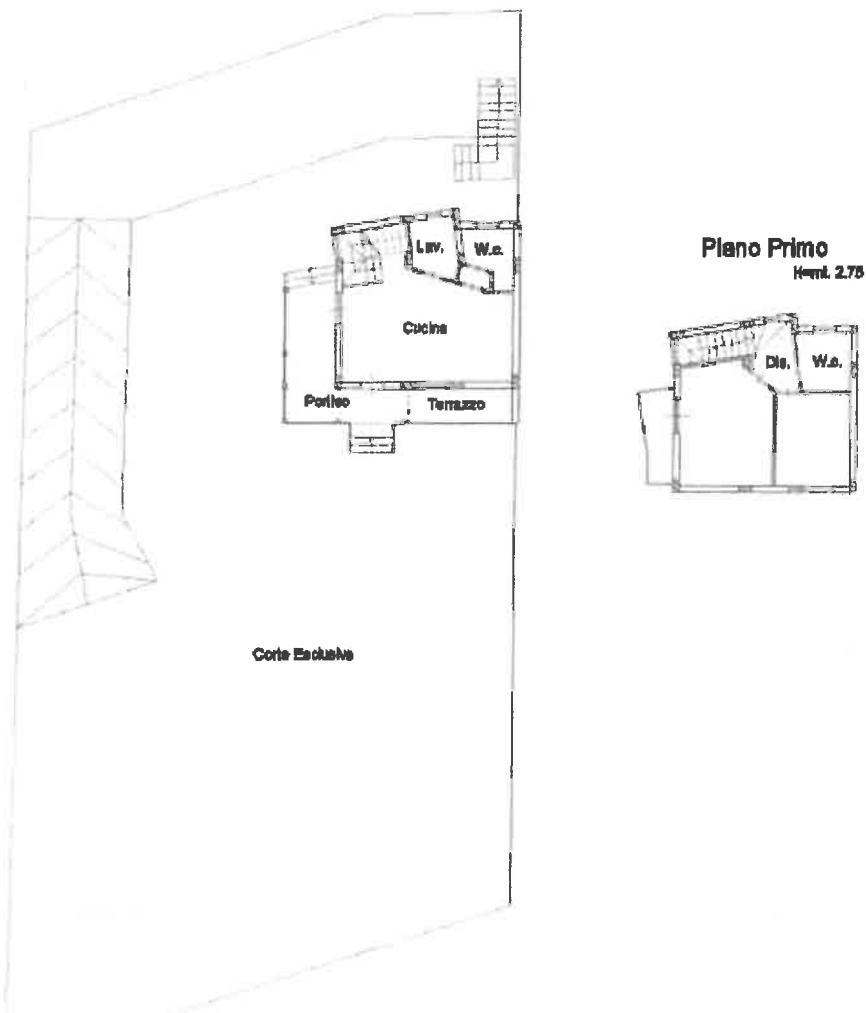 Lav.
W.c.
Cucina
Portico
Terrazzo
Corte Esclusiva
Piano Primo
H=ml. 2.75
Dis.
W.c.